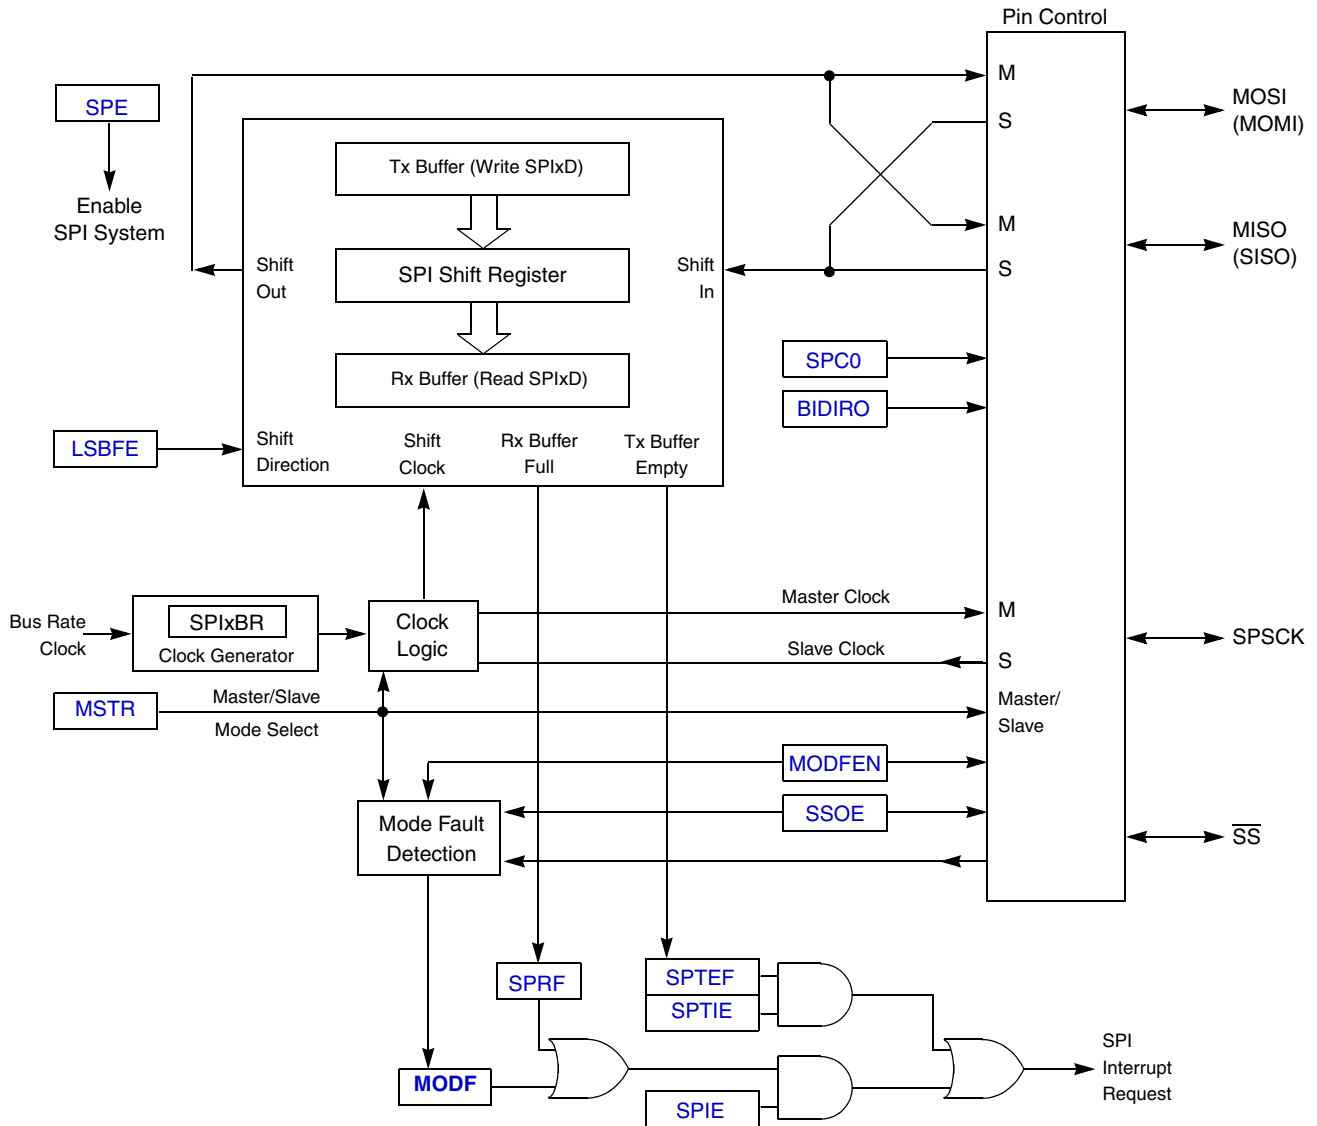 Pin Control
SPE
Enable
SPI System
M
S
M
S
MOSI
(MOMI)
MISO
(SISO)
Tx Buffer (Write SPIxD)
SPI Shift Register
Rx Buffer (Read SPIxD)
Shift
Out
Shift
In
SPC0
BIDIRO
LSBFE
Shift
Direction
Shift
Clock
Rx Buffer
Full
Tx Buffer
Empty
Bus Rate
Clock
SPIxBR
Clock Generator
Clock
Logic
Master Clock
Slave Clock
M
S
SPSCK
MSTR
Master/Slave
Mode Select
Master/
Slave
MODFEN
SSOE
Mode Fault
Detection
SS
SPRF
SPTEF
SPTIE
MODF
SPIE
SPI
Interrupt
Request